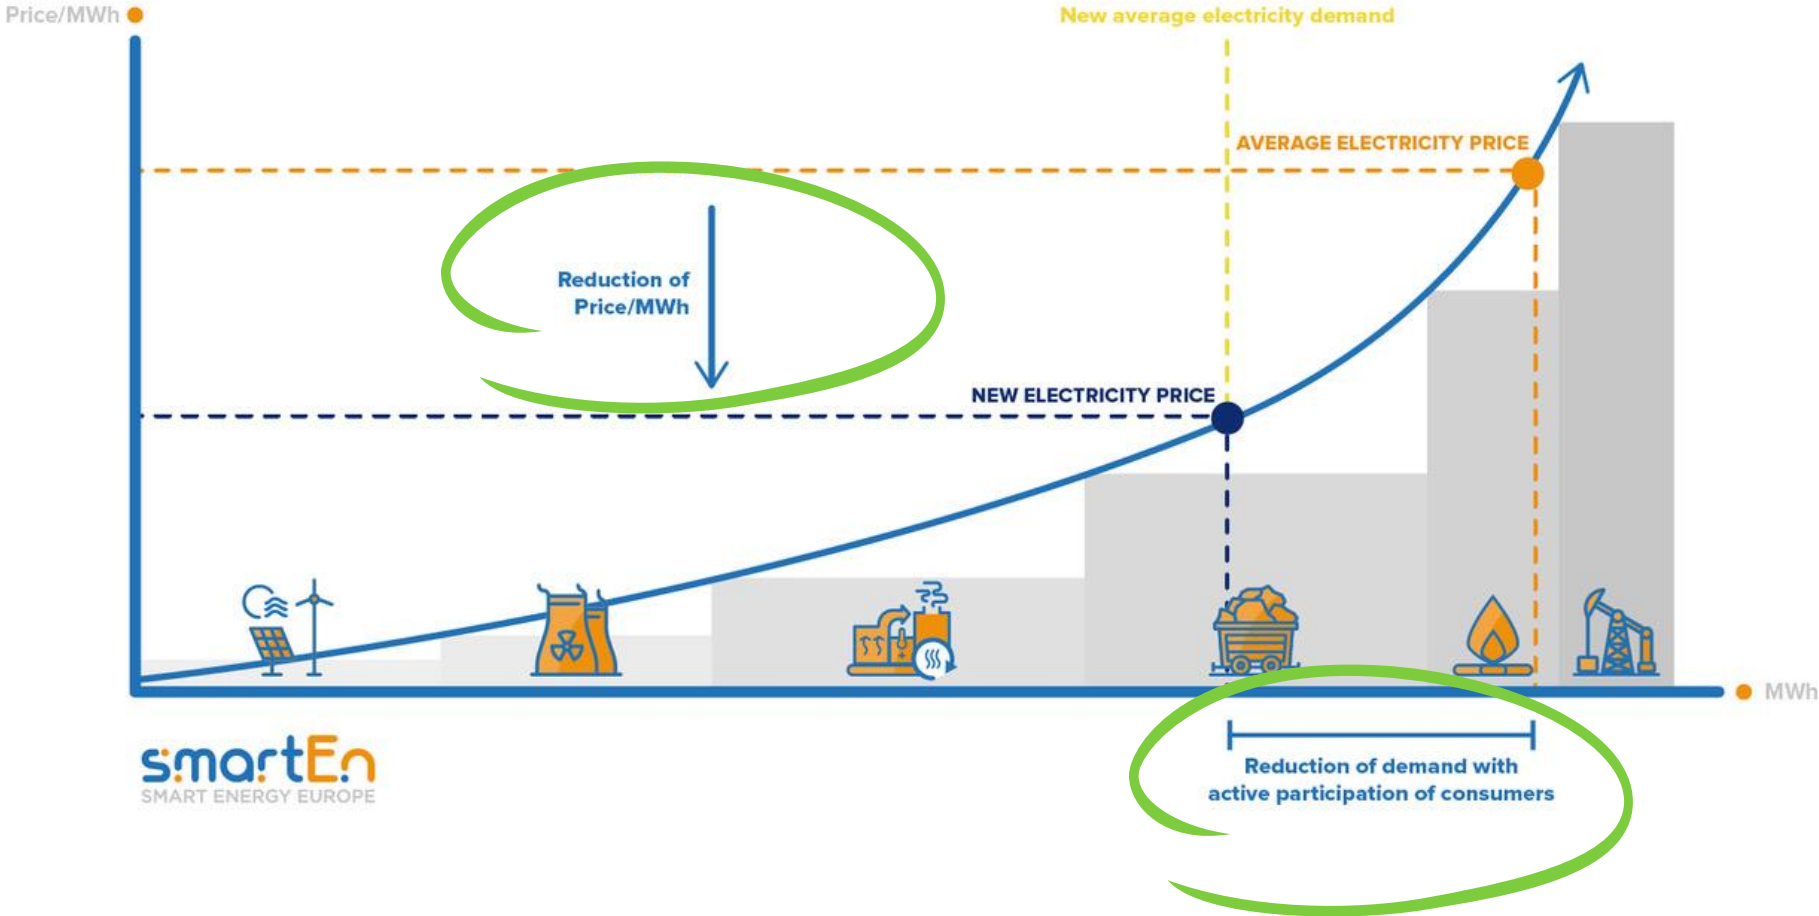 Price/MWh
New average electricity demand
AVERAGE ELECTRICITY PRICE
Reduction of
Price/MWh
NEW ELECTRICITY PRICE
MWh
smartEn
SMART ENERGY EUROPE
Reduction of demand with
active participation of consumers